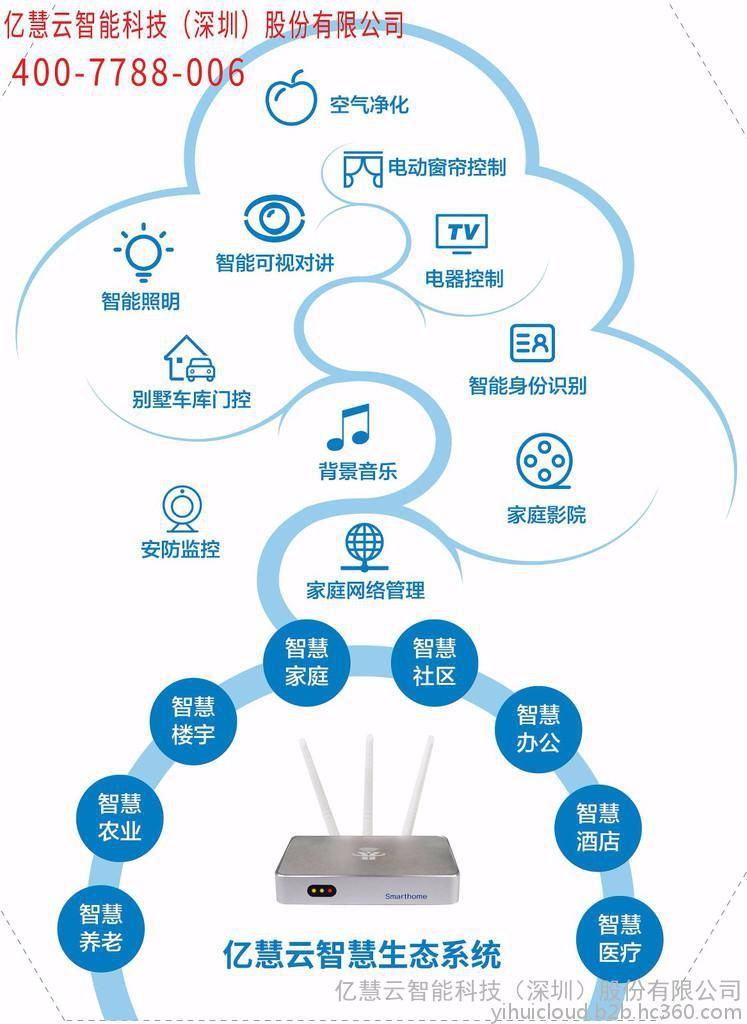 亿慧云智能科技（深圳）股份有限公司
400-7788-006
空气净化
电动窗帘控制
智能可视对讲
TV
电器控制
智能照明
别墅车库门控
智能身份识别
背景音乐
家庭影院
安防监控
家庭网络管理
智慧
家庭
智慧
社区
智慧
楼宇
智慧
办公
智慧
农业
智慧
酒店
智慧
养老
智慧
医疗
Smarthome
亿慧云智慧生态系统
亿慧云智能科技（深圳）股份有限公司
yihuicloud.b2b.hc360.com